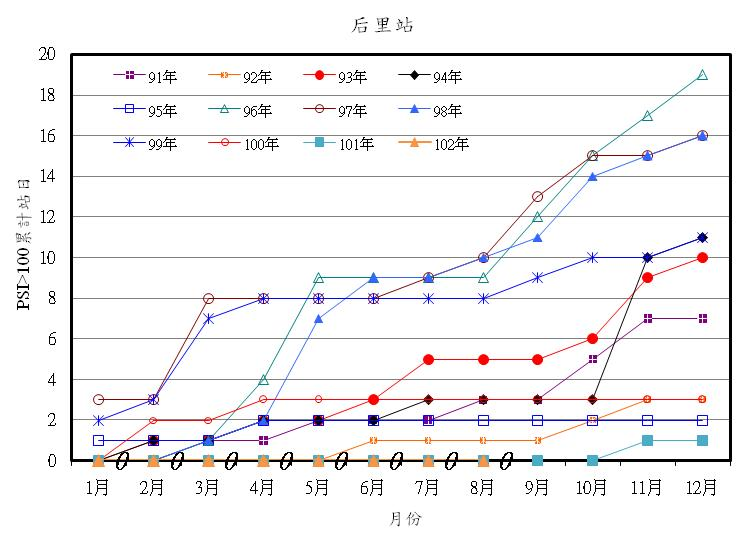 后里站
20
18
16
14
12
10
8
6
4
2
0
PSI>100累計站日
91年 92年 93年 94年
95年 96年 97年 98年
99年 100年 101年 102年
0 0 0 0 0 0 0 0
1月 2月 3月 4月 5月 6月 7月 8月 9月 10月 11月 12月
月份